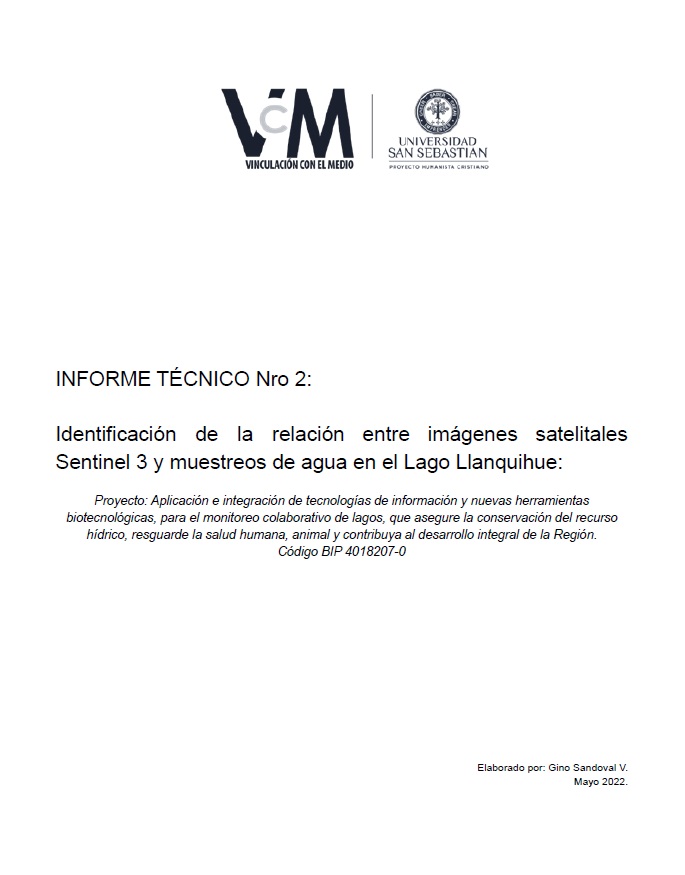 VcM
VINCULACIÓN CON EL MEDIO
UNIVERSIDAD
SAN SEBASTIAN
PROYECTO HUMANISTA CRISTIANO
INFORME TÉCNICO Nro 2:
Identificación de la relación entre imágenes satelitales
Sentinel 3 y muestreos de agua en el Lago Llanquihue:
Proyecto: Aplicación e integración de tecnologías de información y nuevas herramientas
biotecnológicas, para el monitoreo colaborativo de lagos, que asegure la conservación del recurso
hídrico, resguarde la salud humana, animal y contribuya al desarrollo integral de la Región.
Código BIP 4018207-0
Elaborado por: Gino Sandoval V.
Mayo 2022.